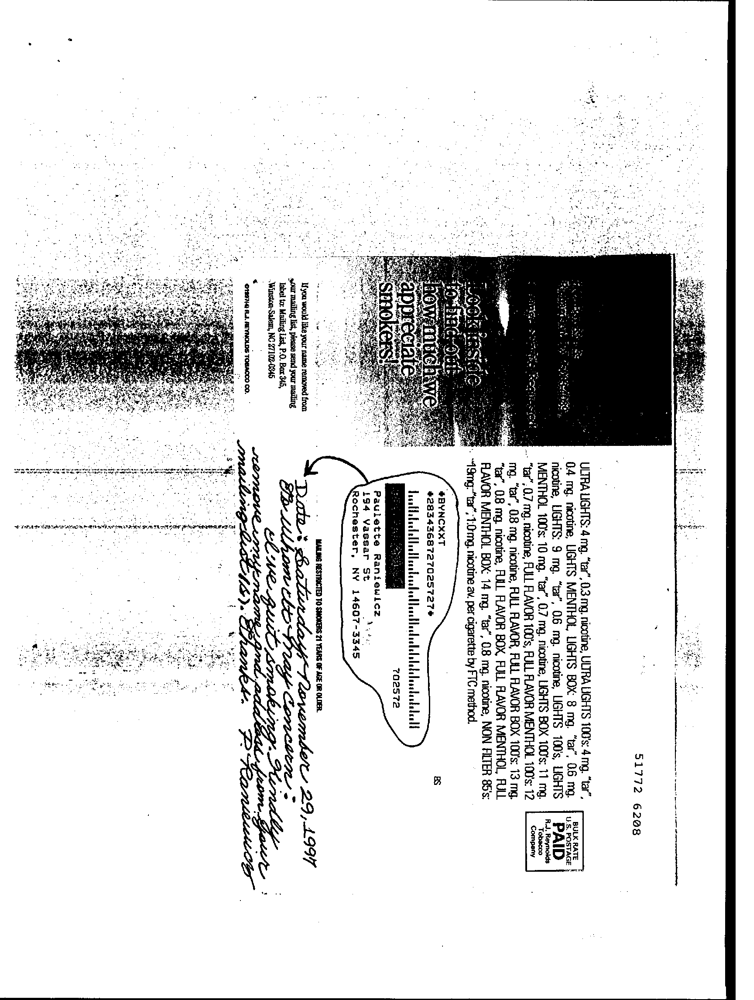 51772 6208
BULK RATE
U.S. POSTAGE
PAID
R.J. Reynolds
Tobacco
Company
ULTRA LIGHTS: 4 mg. "tar", 0.3 mg. nicotine, ULTRA LIGHTS 100's: 4 mg. "tar",
0.4 mg. nicotine, LIGHTS MENTHOL, LIGHTS BOX: 8 mg. "tar", 0.6 mg.
nicotine, LIGHTS: 9 mg. "tar", 0.6 mg. nicotine, LIGHTS 100's, LIGHTS
MENTHOL 100's: 10 mg. "tar", 0.7 mg. nicotine, LIGHTS BOX 100's: 11 mg.
"tar", 0.7 mg. nicotine, FULL FLAVOR 100's, FULL FLAVOR MENTHOL 100's: 12
mg. "tar", 0.8 mg. nicotine, FULL FLAVOR, FULL FLAVOR BOX 100's: 13 mg.
"tar", 0.8 mg. nicotine, FULL FLAVOR BOX, FULL FLAVOR MENTHOL, FULL
FLAVOR MENTHOL BOX: 14 mg. "tar", 0.8 mg. nicotine, NON FILTER 85's:
19mg. "tar", 1.0 mg. nicotine av. per cigarette by FTC method.
Look inside
to find out
how much we
appreciate
smokers!
BS
*BYNCXXT
*2834368727025727*
702572
Paulette Raniewicz
194 Vassar St
Rochester, NY 14607-3345
If you would like your name removed from
your mailing list, please send your mailing
label to: Mailing List, P.O. Box 345,
Winston-Salem, NC 27102-0345
R.J. REYNOLDS TOBACCO CO.
MAILING RESTRICTED TO SMOKERS 21 YEARS OF AGE OR OLDER.
Date: Saturday, November 29, 1997
To Whom It May Concern:
I've quit smoking. Kindly
remove my name and address from your
mailing list(s). Thanks. P. Raniewicz